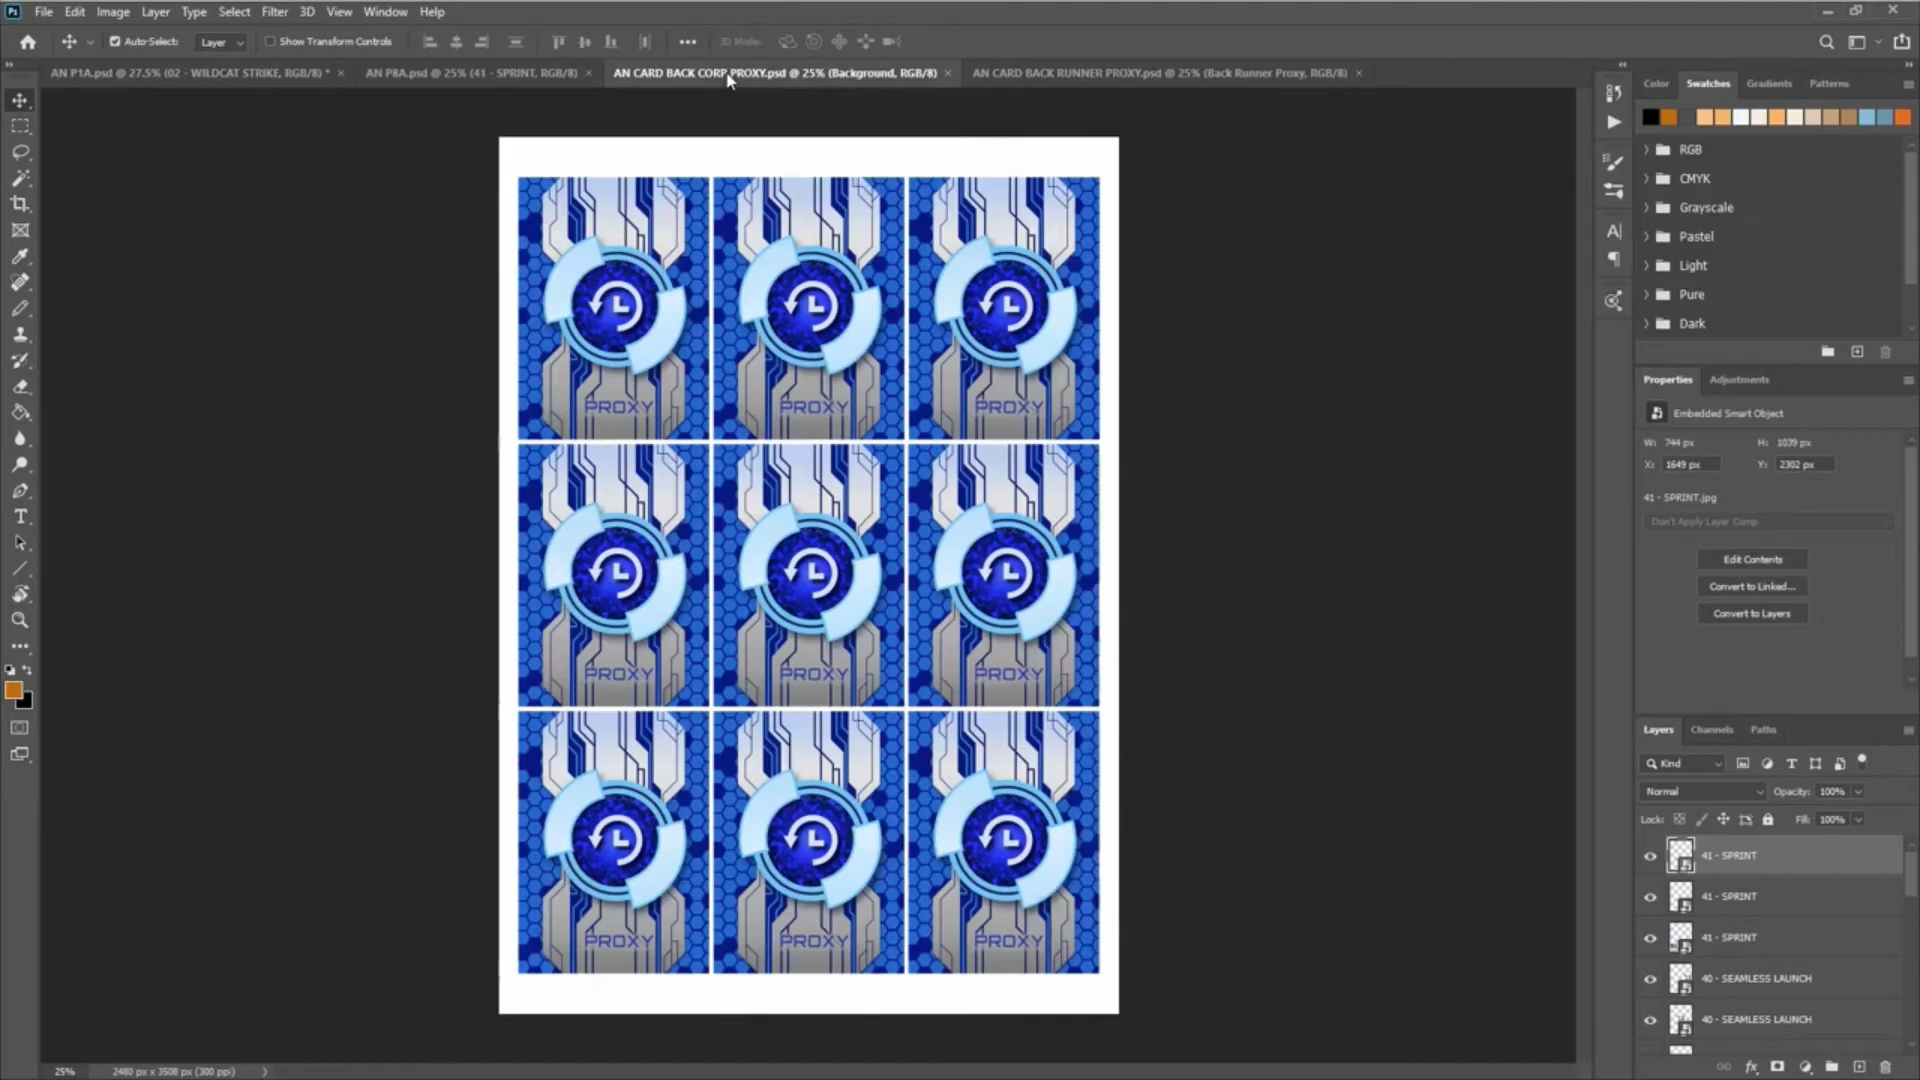 Ps File Edit Image Layer Type Select Filter 3D View Window Help
Auto-Select: Layer Show Transform Controls 3D Mode:
AN P1A.psd @ 27.5% (02 - WILDCAT STRIKE, RGB/8) * × AN P8A.psd @ 25% (41 - SPRINT, RGB/8) × AN CARD BACK CORP PROXY.psd @ 25% (Background, RGB/8) × AN CARD BACK RUNNER PROXY.psd @ 25% (Back Runner Proxy, RGB/8) ×
Color Swatches Gradients Patterns
RGB
CMYK
Grayscale
Pastel
Light
Pure
Dark
PROXY PROXY PROXY
PROXY PROXY PROXY
PROXY PROXY PROXY
Properties Adjustments
Embedded Smart Object
W: 744 px H: 1039 px
X: 1649 px Y: 2302 px
41 - SPRINT.jpg
Don't Apply Layer Comp
Edit Contents
Convert to Linked...
Convert to Layers
Layers Channels Paths
Kind
Normal Opacity: 100%
Lock: Fill: 100%
41 - SPRINT
41 - SPRINT
41 - SPRINT
40 - SEAMLESS LAUNCH
40 - SEAMLESS LAUNCH
25% 2480 px x 3508 px (300 ppi)